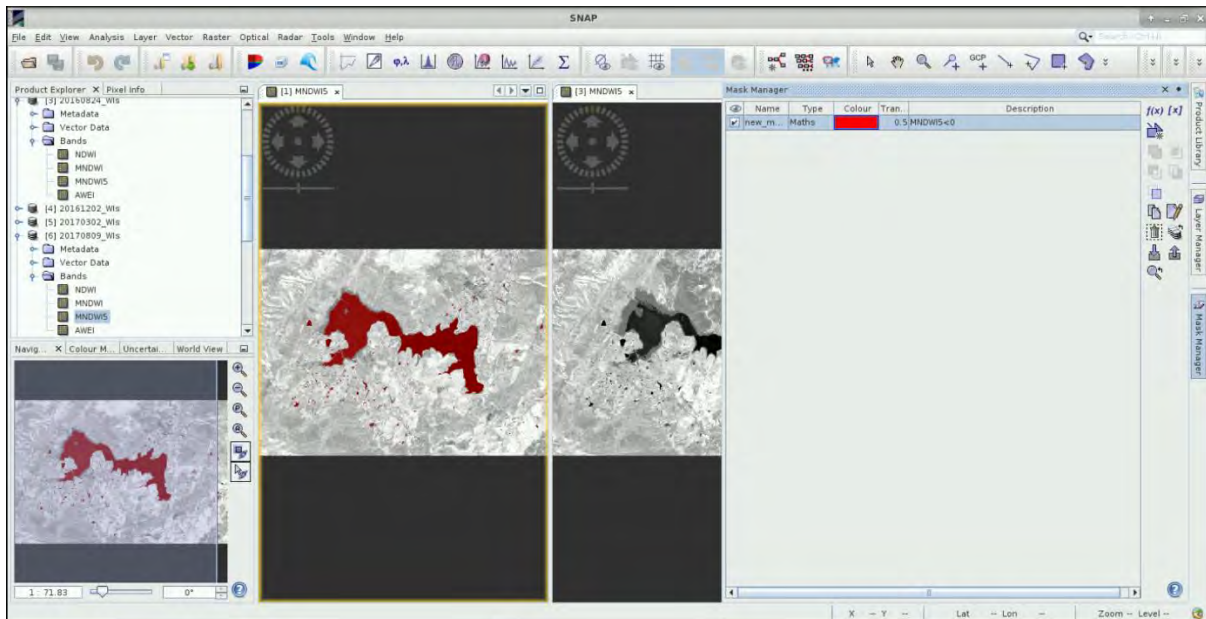 SNAP
File Edit View Analysis Layer Vector Raster Optical Radar Tools Window Help
Product Explorer X Pixel Info
[3] 20160824_WIs
Metadata
Vector Data
Bands
NDWI
MNDWI
MNDWI5
AWEI
[4] 20161202_WIs
[5] 20170302_WIs
[6] 20170809_WIs
Metadata
Vector Data
Bands
NDWI
MNDWI
MNDWI5
AWEI
Navig... X Colour M... Uncertai... World View
1 : 71.83 0°
[1] MNDWI5 x
[3] MNDWI5 x
φ,λ Σ GCP
Mask Manager
Name Type Colour Tran... Description
new_m... Maths 0.5 MNDWI5<0
f(x) [x]
Product Library
Layer Manager
Mask Manager
X -- Y -- Lat -- Lon -- Zoom -- Level --